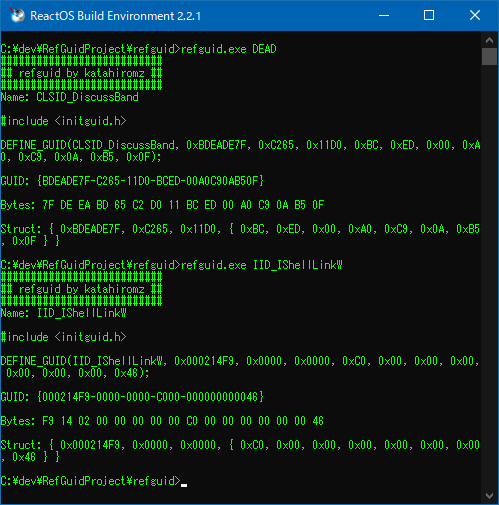 ReactOS Build Environment 2.2.1
C:¥dev¥RefGuidProject¥refguid>refguid.exe DEAD
###########################
## refguid by katahiromz ##
###########################
Name: CLSID_DiscussBand
#include <initguid.h>
DEFINE_GUID(CLSID_DiscussBand, 0xBDEADE7F, 0xC265, 0x11D0, 0xBC, 0xED, 0x00, 0xA
0, 0xC9, 0x0A, 0xB5, 0x0F);
GUID: {BDEADE7F-C265-11D0-BCED-00A0C90AB50F}
Bytes: 7F DE EA BD 65 C2 D0 11 BC ED 00 A0 C9 0A B5 0F
Struct: { 0xBDEADE7F, 0xC265, 0x11D0, { 0xBC, 0xED, 0x00, 0xA0, 0xC9, 0x0A, 0xB5
, 0x0F } }
C:¥dev¥RefGuidProject¥refguid>refguid.exe IID_IShellLinkW
###########################
## refguid by katahiromz ##
###########################
Name: IID_IShellLinkW
#include <initguid.h>
DEFINE_GUID(IID_IShellLinkW, 0x000214F9, 0x0000, 0x0000, 0xC0, 0x00, 0x00, 0x00,
 0x00, 0x00, 0x00, 0x46);
GUID: {000214F9-0000-0000-C000-000000000046}
Bytes: F9 14 02 00 00 00 00 00 C0 00 00 00 00 00 00 46
Struct: { 0x000214F9, 0x0000, 0x0000, { 0xC0, 0x00, 0x00, 0x00, 0x00, 0x00, 0x00
, 0x46 } }
C:¥dev¥RefGuidProject¥refguid>